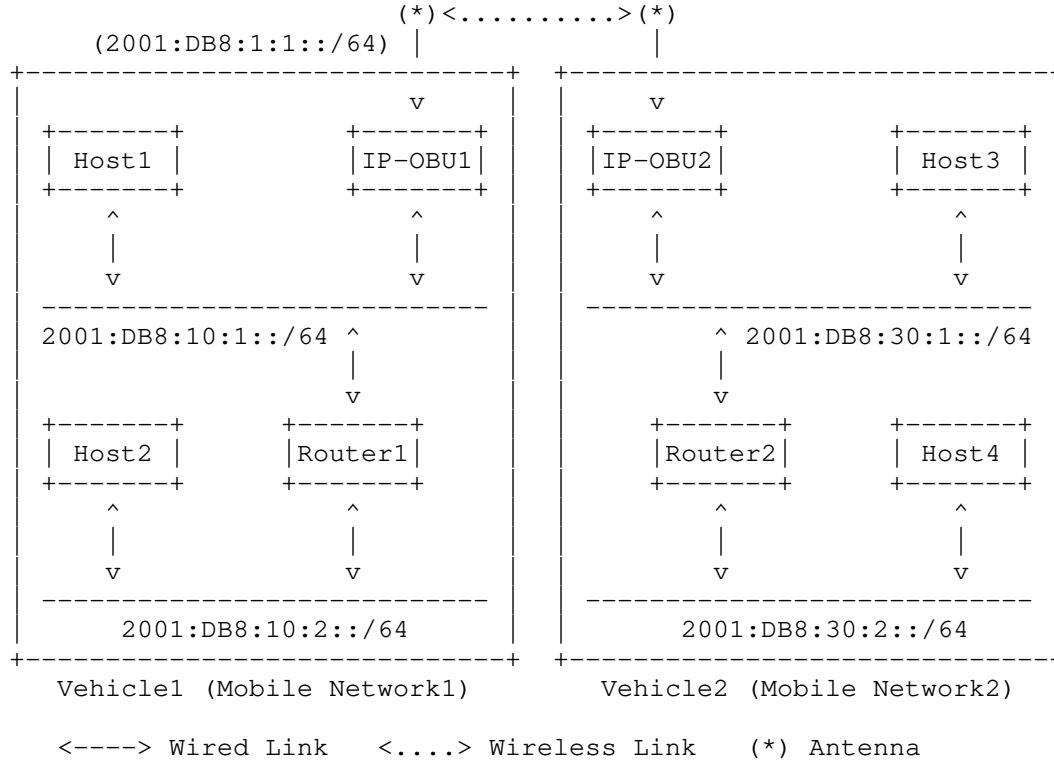 (*)<..........>(*)
(2001:DB8:1:1::/64)
Host1 IP-OBU1 IP-OBU2 Host3
2001:DB8:10:1::/64 2001:DB8:30:1::/64
Host2 Router1 Router2 Host4
2001:DB8:10:2::/64 2001:DB8:30:2::/64
Vehicle1 (Mobile Network1) Vehicle2 (Mobile Network2)
<----> Wired Link <....> Wireless Link (*) Antenna